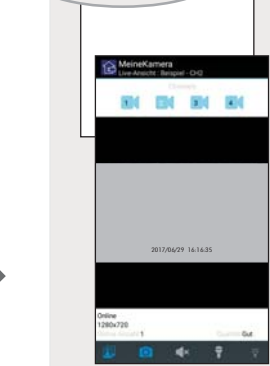 MeineKamera
Live-Ansicht : Beispiel - CH2
Channels
1 2 3 4
2017/06/29 16:16:35
Online
1280x720
1
Qualität: Gut